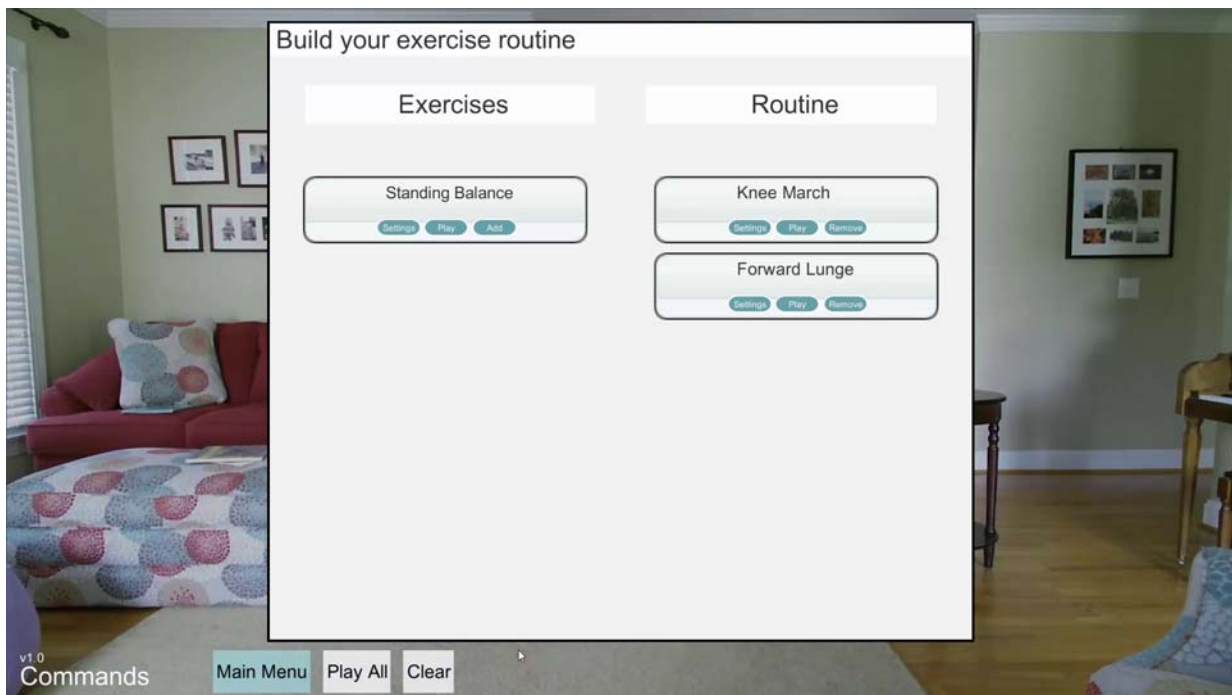 Build your exercise routine
Exercises
Routine
Standing Balance
Settings Play Add
Knee March
Settings Play Remove
Forward Lunge
Settings Play Remove
v1.0
Commands
Main Menu Play All Clear